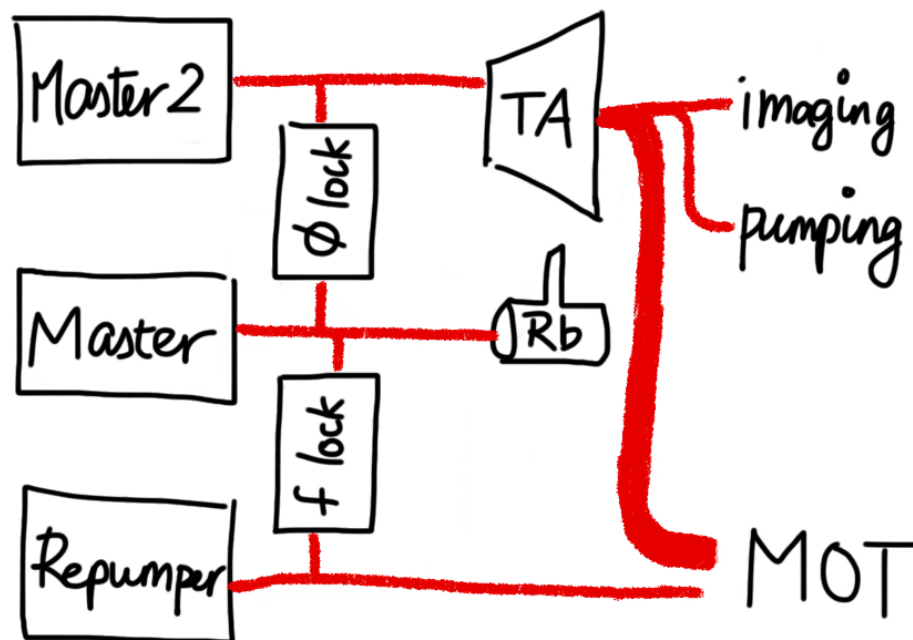 Master2
TA
imaging
ϕ lock
pumping
Master
Rb
f lock
Repumper
MOT